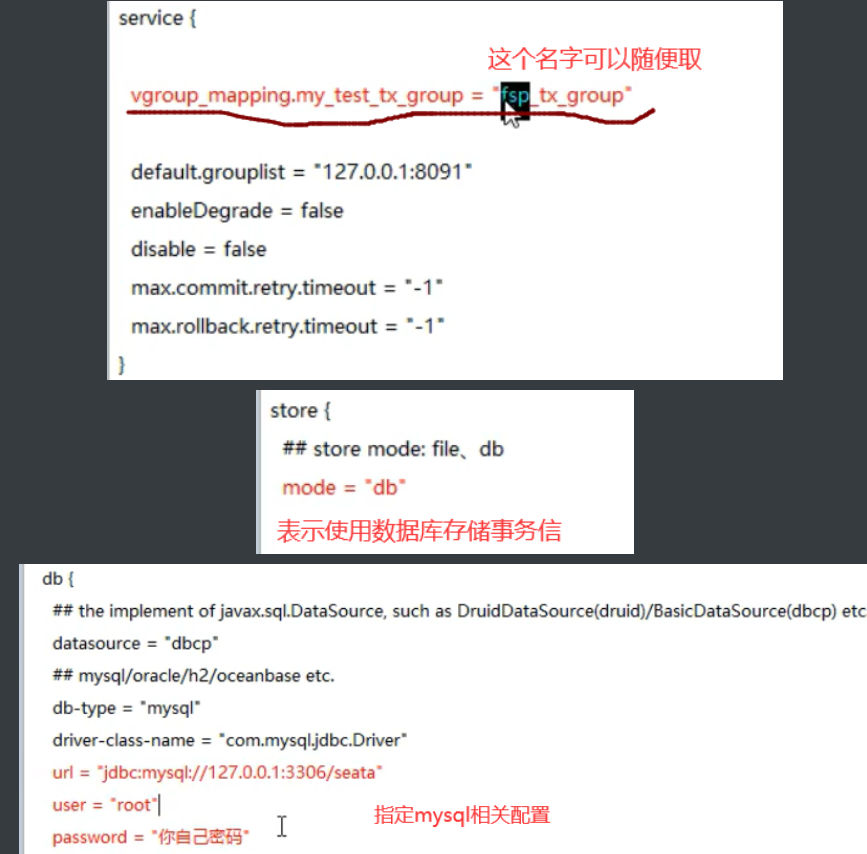 service {
这个名字可以随便取
vgroup_mapping.my_test_tx_group = "fsp_tx_group"
default.grouplist = "127.0.0.1:8091"
enableDegrade = false
disable = false
max.commit.retry.timeout = "-1"
max.rollback.retry.timeout = "-1"
}
store {
## store mode: file、db
mode = "db"
表示使用数据库存储事务信
db {
## the implement of javax.sql.DataSource, such as DruidDataSource(druid)/BasicDataSource(dbcp) etc
datasource = "dbcp"
## mysql/oracle/h2/oceanbase etc.
db-type = "mysql"
driver-class-name = "com.mysql.jdbc.Driver"
url = "jdbc:mysql://127.0.0.1:3306/seata"
user = "root"
指定mysql相关配置
password = "你自己密码"